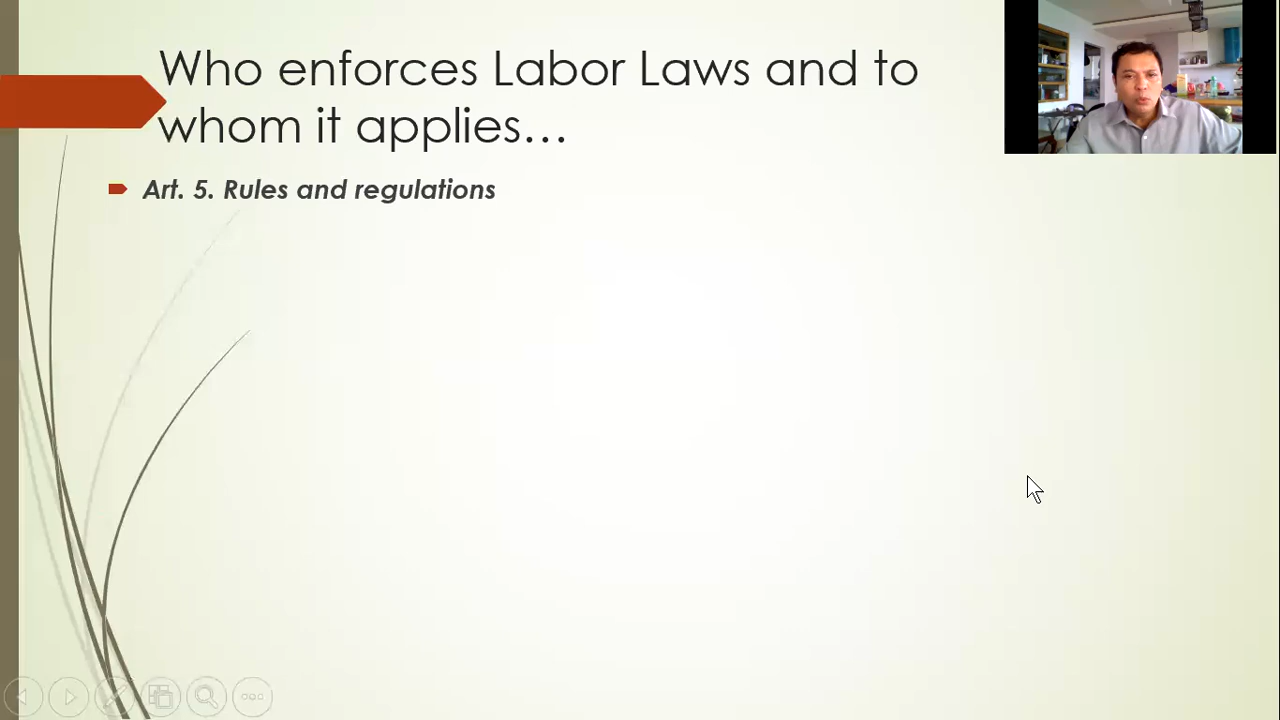 Who enforces Labor Laws and to
whom it applies…
Art. 5. Rules and regulations